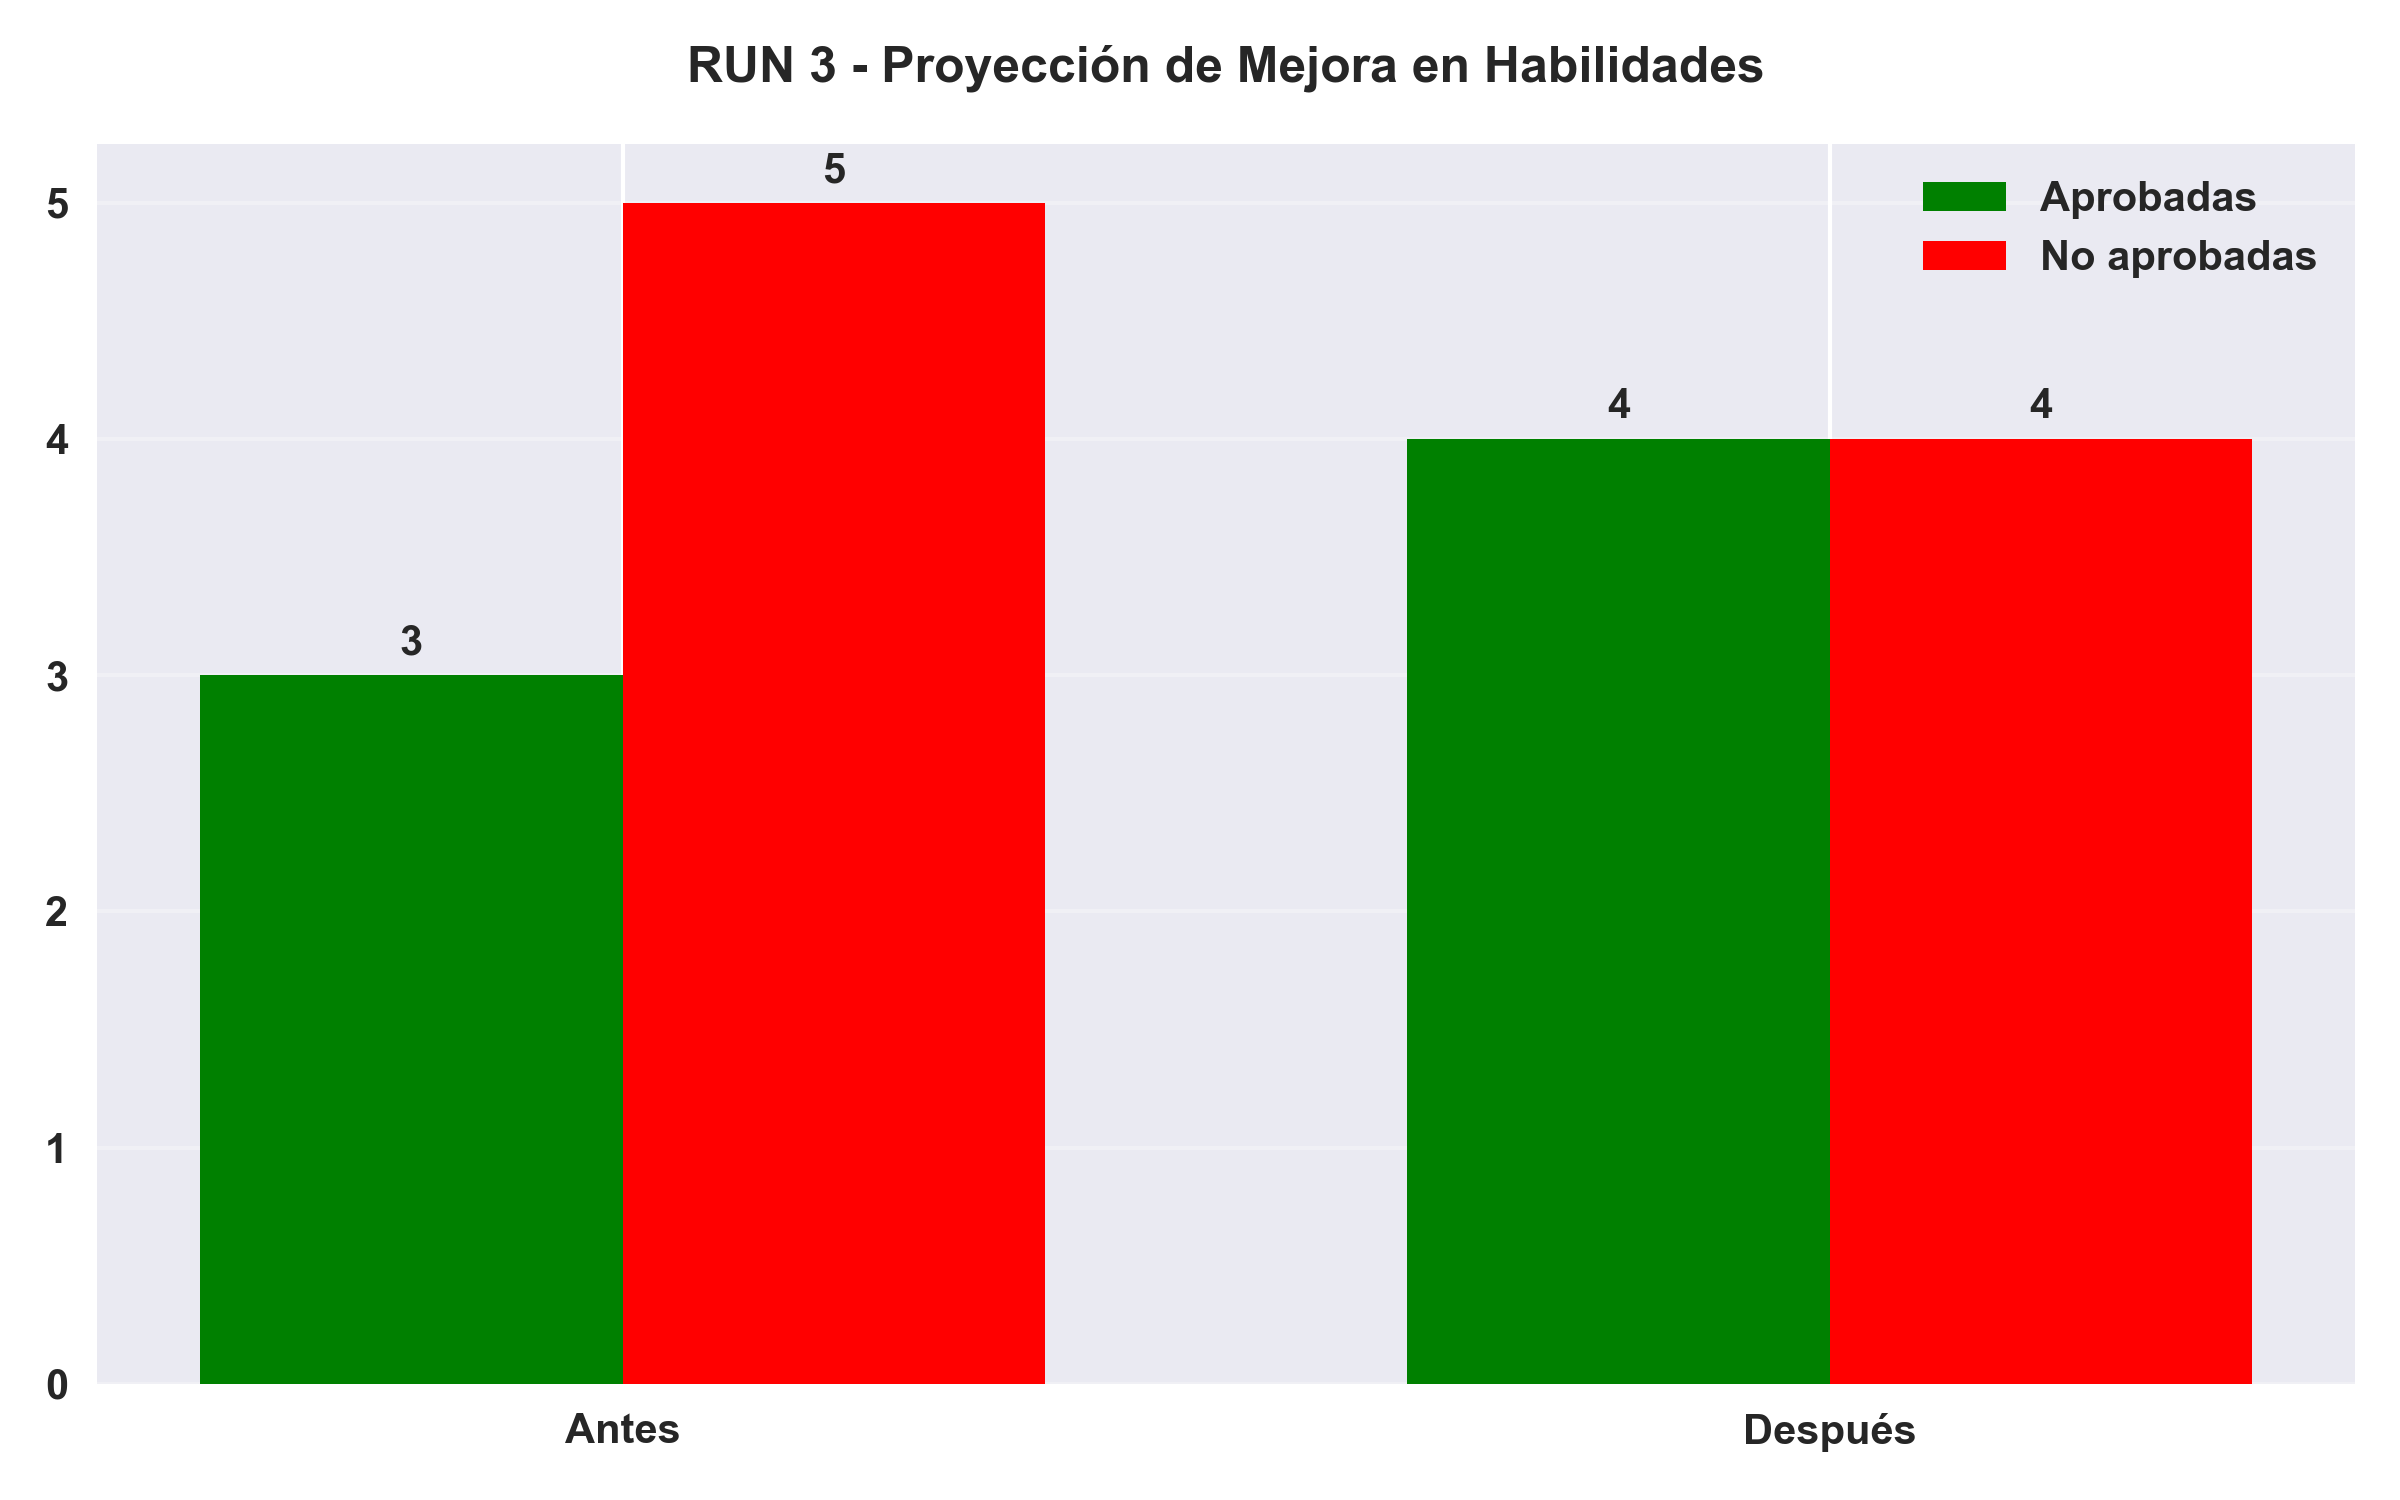 RUN 3 - Proyección de Mejora en Habilidades
5
4
3
2
1
0
3
5
4
4
Aprobadas
No aprobadas
Antes
Después